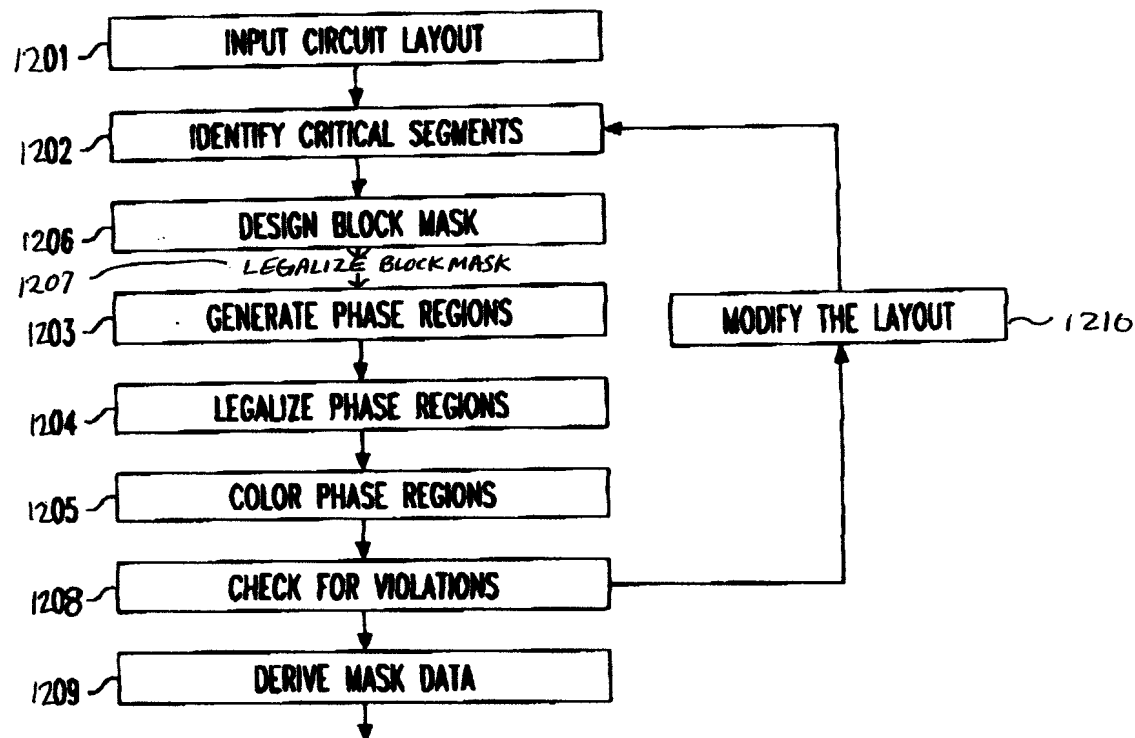 1201 INPUT CIRCUIT LAYOUT
1202 IDENTIFY CRITICAL SEGMENTS
1206 DESIGN BLOCK MASK
1207 LEGALIZE BLOCK MASK
1203 GENERATE PHASE REGIONS
MODIFY THE LAYOUT 1210
1204 LEGALIZE PHASE REGIONS
1205 COLOR PHASE REGIONS
1208 CHECK FOR VIOLATIONS
1209 DERIVE MASK DATA